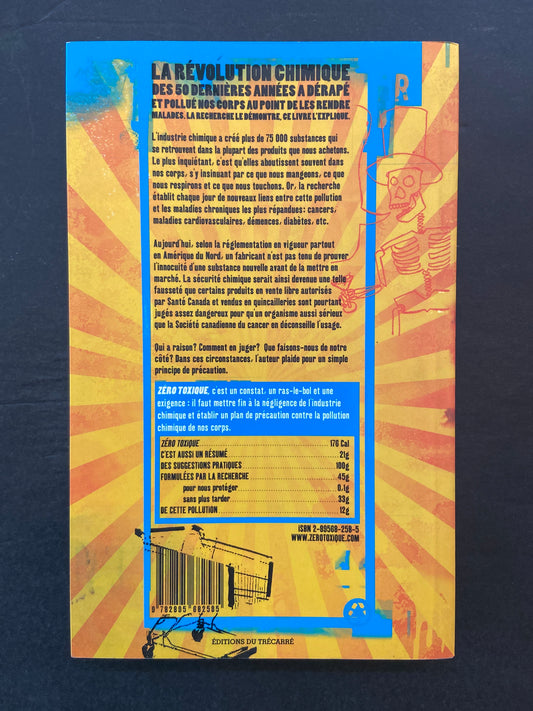 LA RÉVOLUTION CHIMIQUE
DES 50 DERNIÈRES ANNÉES A DÉRAPÉ
ET POLLUÉ NOS CORPS AU POINT DE LES RENDRE
MALADES. LA RECHERCHE LE DÉMONTRE, CE LIVRE L'EXPLIQUE.
L'industrie chimique a créé plus de 75 000 substances qui
se retrouvent dans la plupart des produits que nous achetons.
Le plus inquiétant, c'est qu'elles aboutissent souvent dans
nos corps, s'y insinuant par ce que nous mangeons, ce que
nous respirons et ce que nous touchons. Or, la recherche
établit chaque jour de nouveaux liens entre cette pollution
et les maladies chroniques les plus répandues: cancers,
maladies cardiovasculaires, démences, diabètes, etc.
Aujourd'hui, selon la réglementation en vigueur partout
en Amérique du Nord, un fabricant n'est pas tenu de prouver
l'innocuité d'une substance nouvelle avant de la mettre en
marché. La sécurité chimique serait ainsi devenue une telle
fausseté que certains produits en vente libre autorisés
par Santé Canada et vendus en quincailleries sont pourtant
jugés assez dangereux pour qu'un organisme aussi sérieux
que la Société canadienne du cancer en déconseille l'usage.
Qui a raison? Comment en juger? Que faisons-nous de notre
côté? Dans ces circonstances, l'auteur plaide pour un simple
principe de précaution.
ZÉRO TOXIQUE, c'est un constat, un ras-le-bol et une
exigence : il faut mettre fin à la négligence de l'industrie
chimique et établir un plan de précaution contre la pollution
chimique de nos corps.
ZÉRO TOXIQUE 176 Cal
C'EST AUSSI UN RÉSUMÉ 21g
DES SUGGESTIONS PRATIQUES 100g
FORMULÉES PAR LA RECHERCHE 45g
pour nous protéger 0.1g
sans plus tarder 33g
DE CETTE POLLUTION 12g
ISBN 2-89568-258-5
WWW.ZEROTOXIQUE.COM
9 782895 682585
ÉDITIONS DU TRÉCARRÉ
R